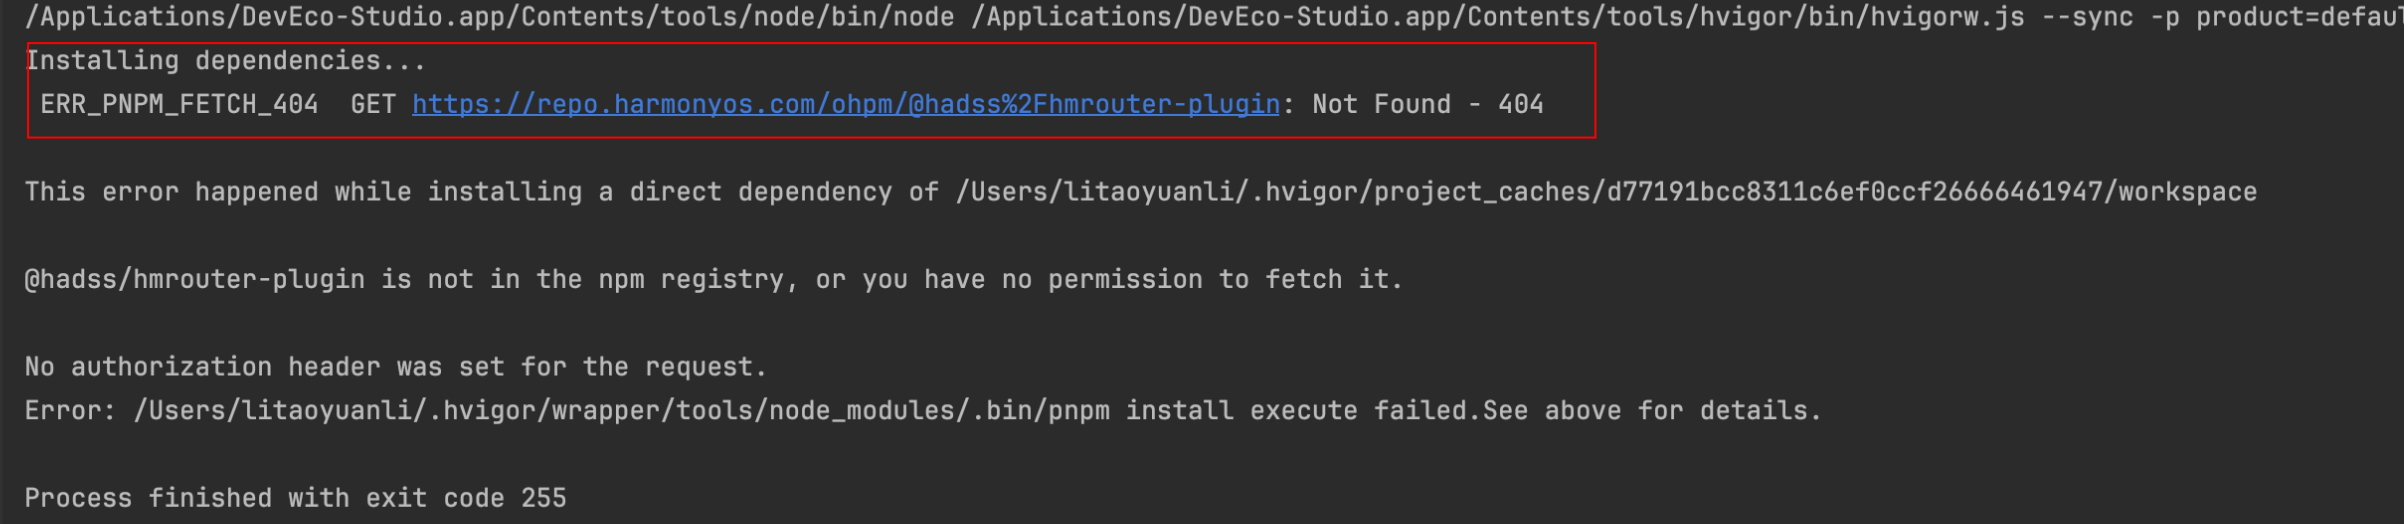 /Applications/DevEco-Studio.app/Contents/tools/node/bin/node /Applications/DevEco-Studio.app/Contents/tools/hvigor/bin/hvigorw.js --sync -p product=defau
Installing dependencies...
ERR_PNPM_FETCH_404  GET https://repo.harmonyos.com/ohpm/@hadss%2Fhmrouter-plugin: Not Found - 404
This error happened while installing a direct dependency of /Users/litaoyuanli/.hvigor/project_caches/d77191bcc8311c6ef0ccf26666461947/workspace
@hadss/hmrouter-plugin is not in the npm registry, or you have no permission to fetch it.
No authorization header was set for the request.
Error: /Users/litaoyuanli/.hvigor/wrapper/tools/node_modules/.bin/pnpm install execute failed.See above for details.
Process finished with exit code 255